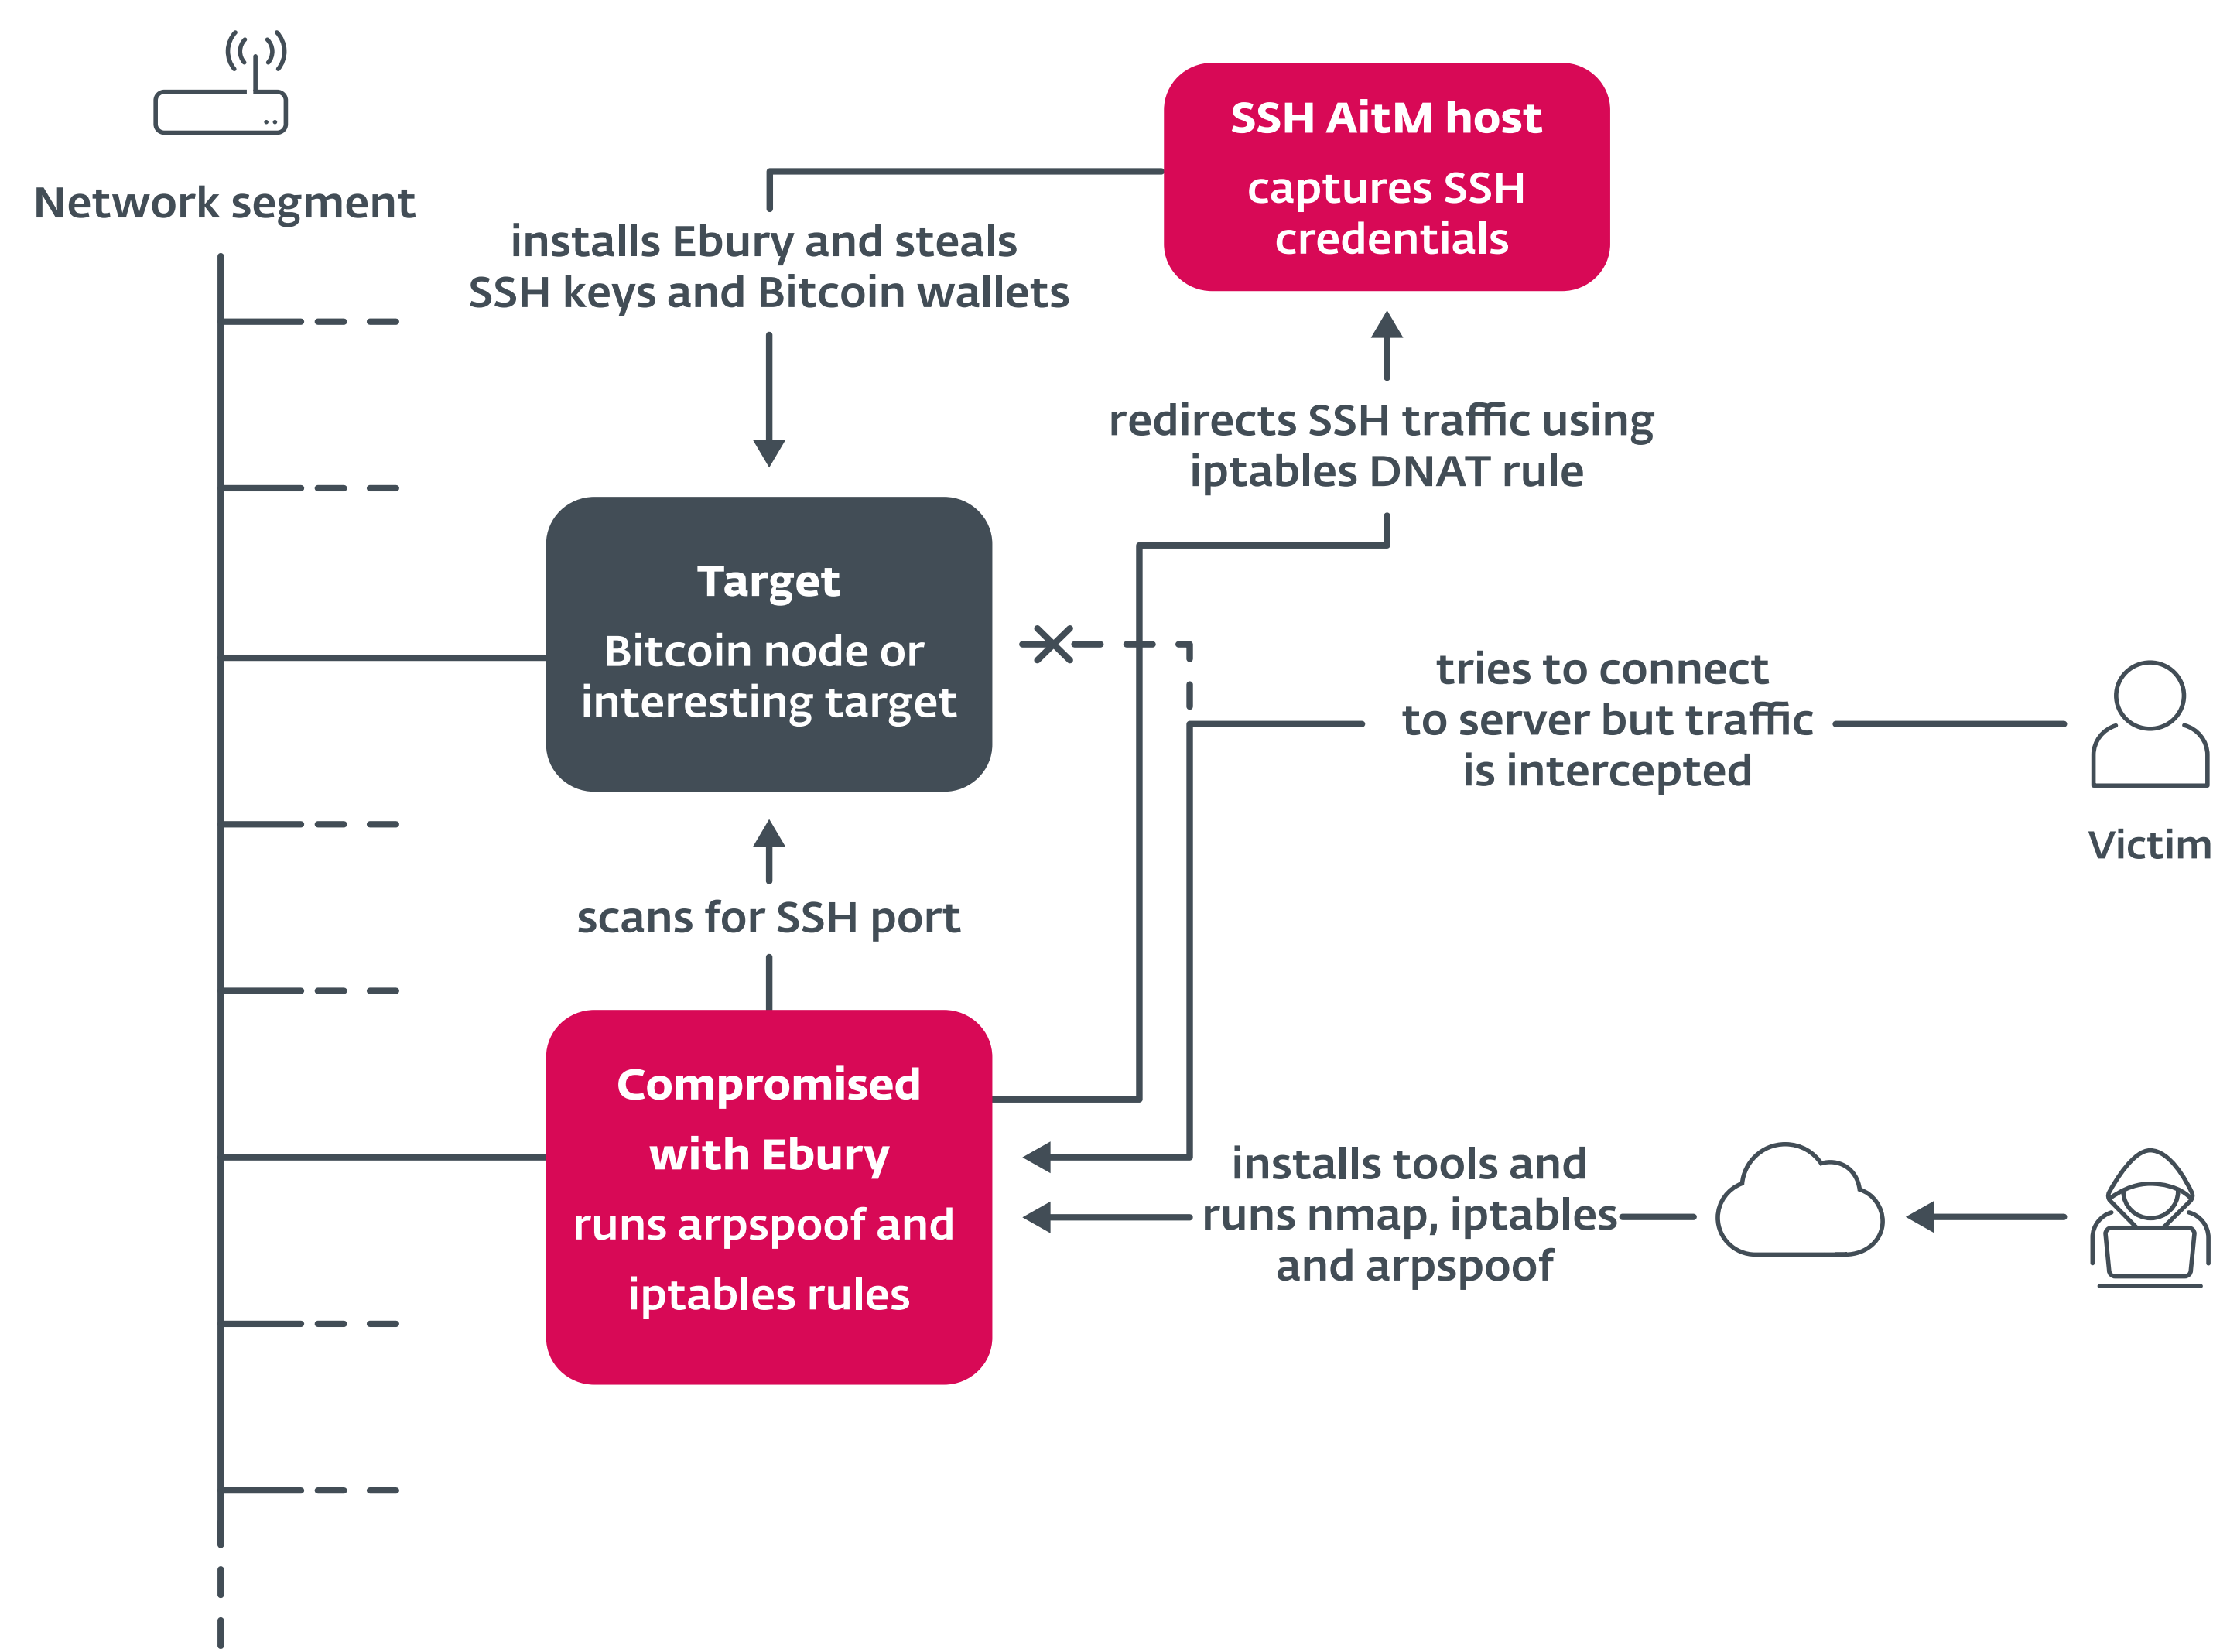 Network segment
SSH AitM host
captures SSH
credentials
installs Ebury and steals
SSH keys and Bitcoin wallets
redirects SSH traffic using
iptables DNAT rule
Target
Bitcoin node or
interesting target
tries to connect
to server but traffic
is intercepted
Victim
scans for SSH port
Compromised
with Ebury
runs arpspoof and
iptables rules
installs tools and
runs nmap, iptables
and arpspoof